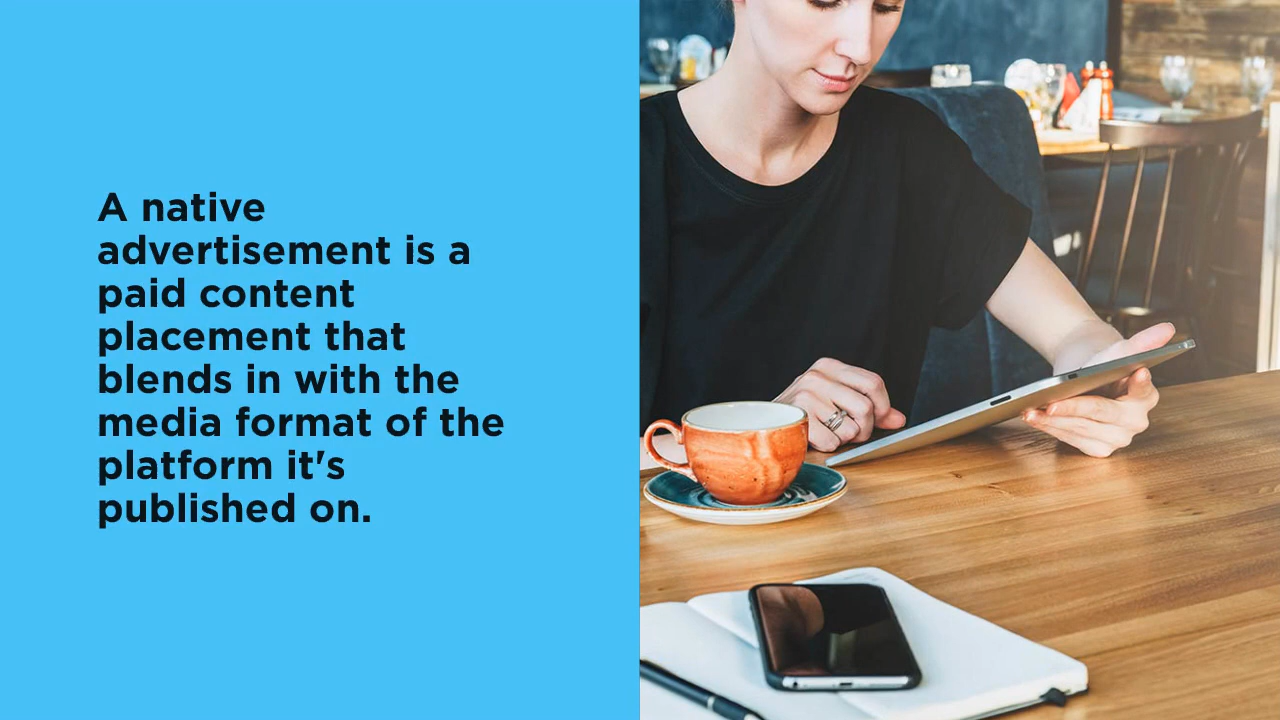 A native
advertisement is a
paid content
placement that
blends in with the
media format of the
platform it's
published on.